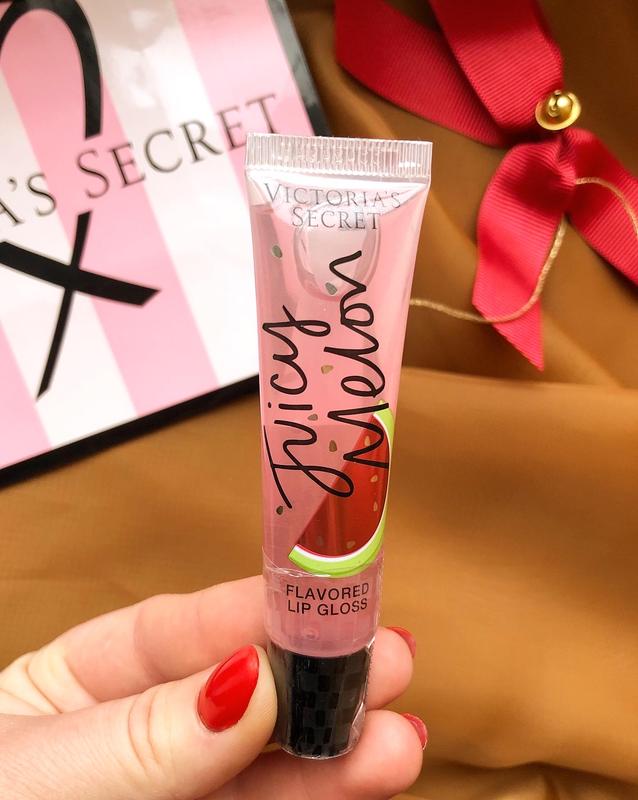 A'S SECRET
VICTORIA'S
SECRET
Juicy
Melon
FLAVORED
LIP GLOSS